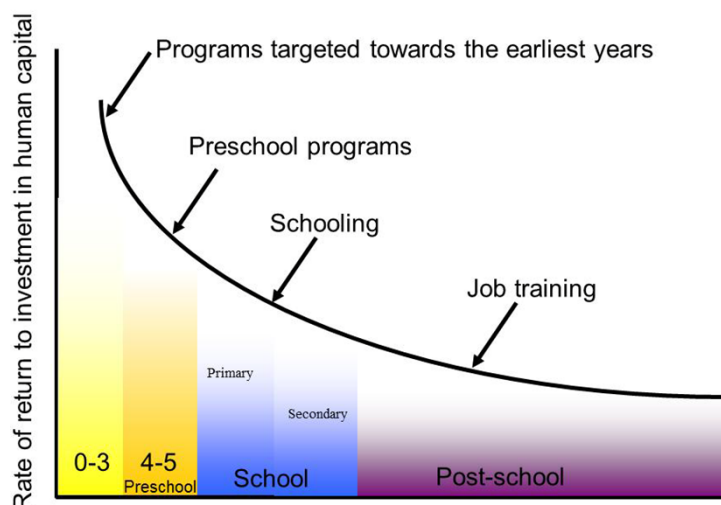 Programs targeted towards the earliest years
Preschool programs
Schooling
Job training
Rate of return to investment in human capital
Primary
Secondary
0-3
4-5
Preschool
School
Post-school